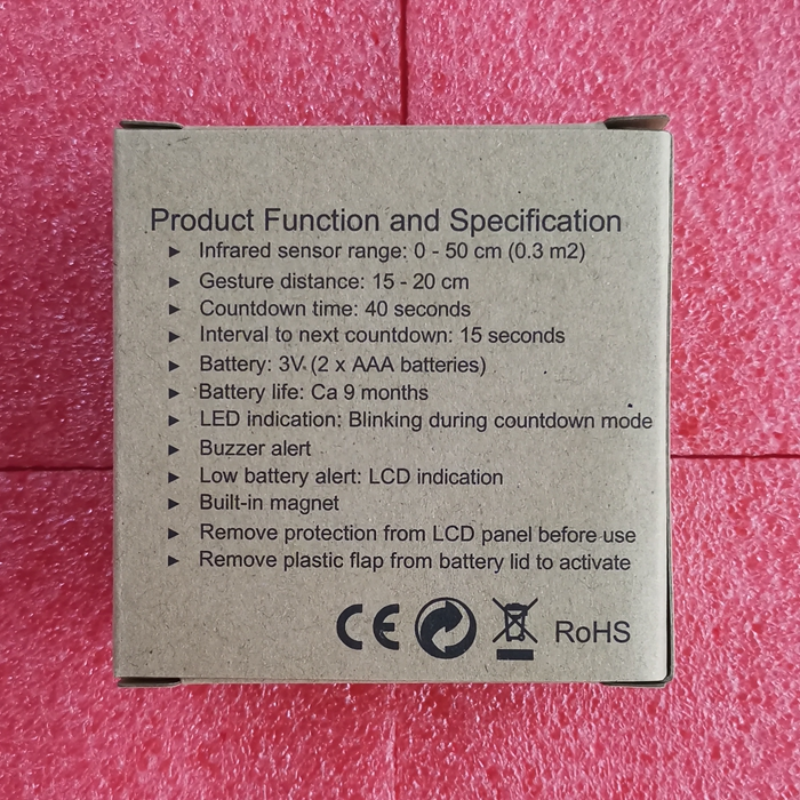 Product Function and Specification
► Infrared sensor range: 0 - 50 cm (0.3 m2)
► Gesture distance: 15 - 20 cm
► Countdown time: 40 seconds
► Interval to next countdown: 15 seconds
► Battery: 3V (2 x AAA batteries)
► Battery life: Ca 9 months
► LED indication: Blinking during countdown mode
► Buzzer alert
► Low battery alert: LCD indication
► Built-in magnet
► Remove protection from LCD panel before use
► Remove plastic flap from battery lid to activate
CE RoHS